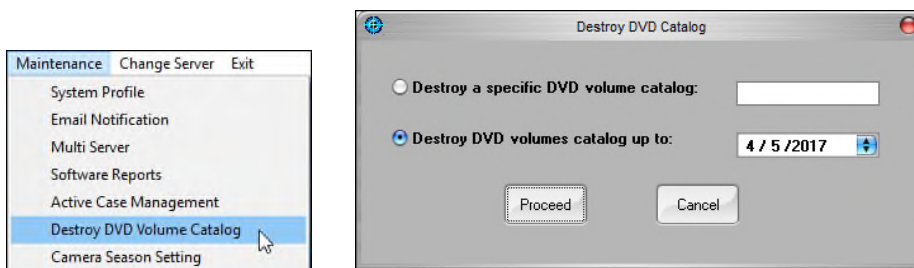 Maintenance Change Server Exit
System Profile
Email Notification
Multi Server
Software Reports
Active Case Management
Destroy DVD Volume Catalog
Camera Season Setting
Destroy DVD Catalog
Destroy a specific DVD volume catalog:
Destroy DVD volumes catalog up to: 4 / 5 /2017
Proceed Cancel